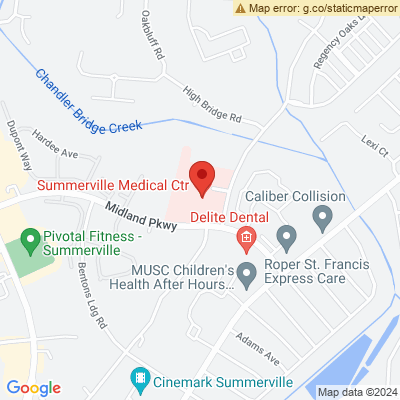 Map error: g.co/staticmaperror
Oakbluff Rd
Regency Oaks
High Bridge Rd
Chandler Bridge Creek
Dupont Way
Hardee Ave
Lexi Ct
Summerville Medical Ctr
Caliber Collision
Midland Pkwy
Delite Dental
Pivotal Fitness -
Summerville
MUSC Children's
Health After Hours...
Roper St. Francis
Express Care
Bentons Ldg Rd
Adams Ave
Cinemark Summerville
Google
Map data ©2024